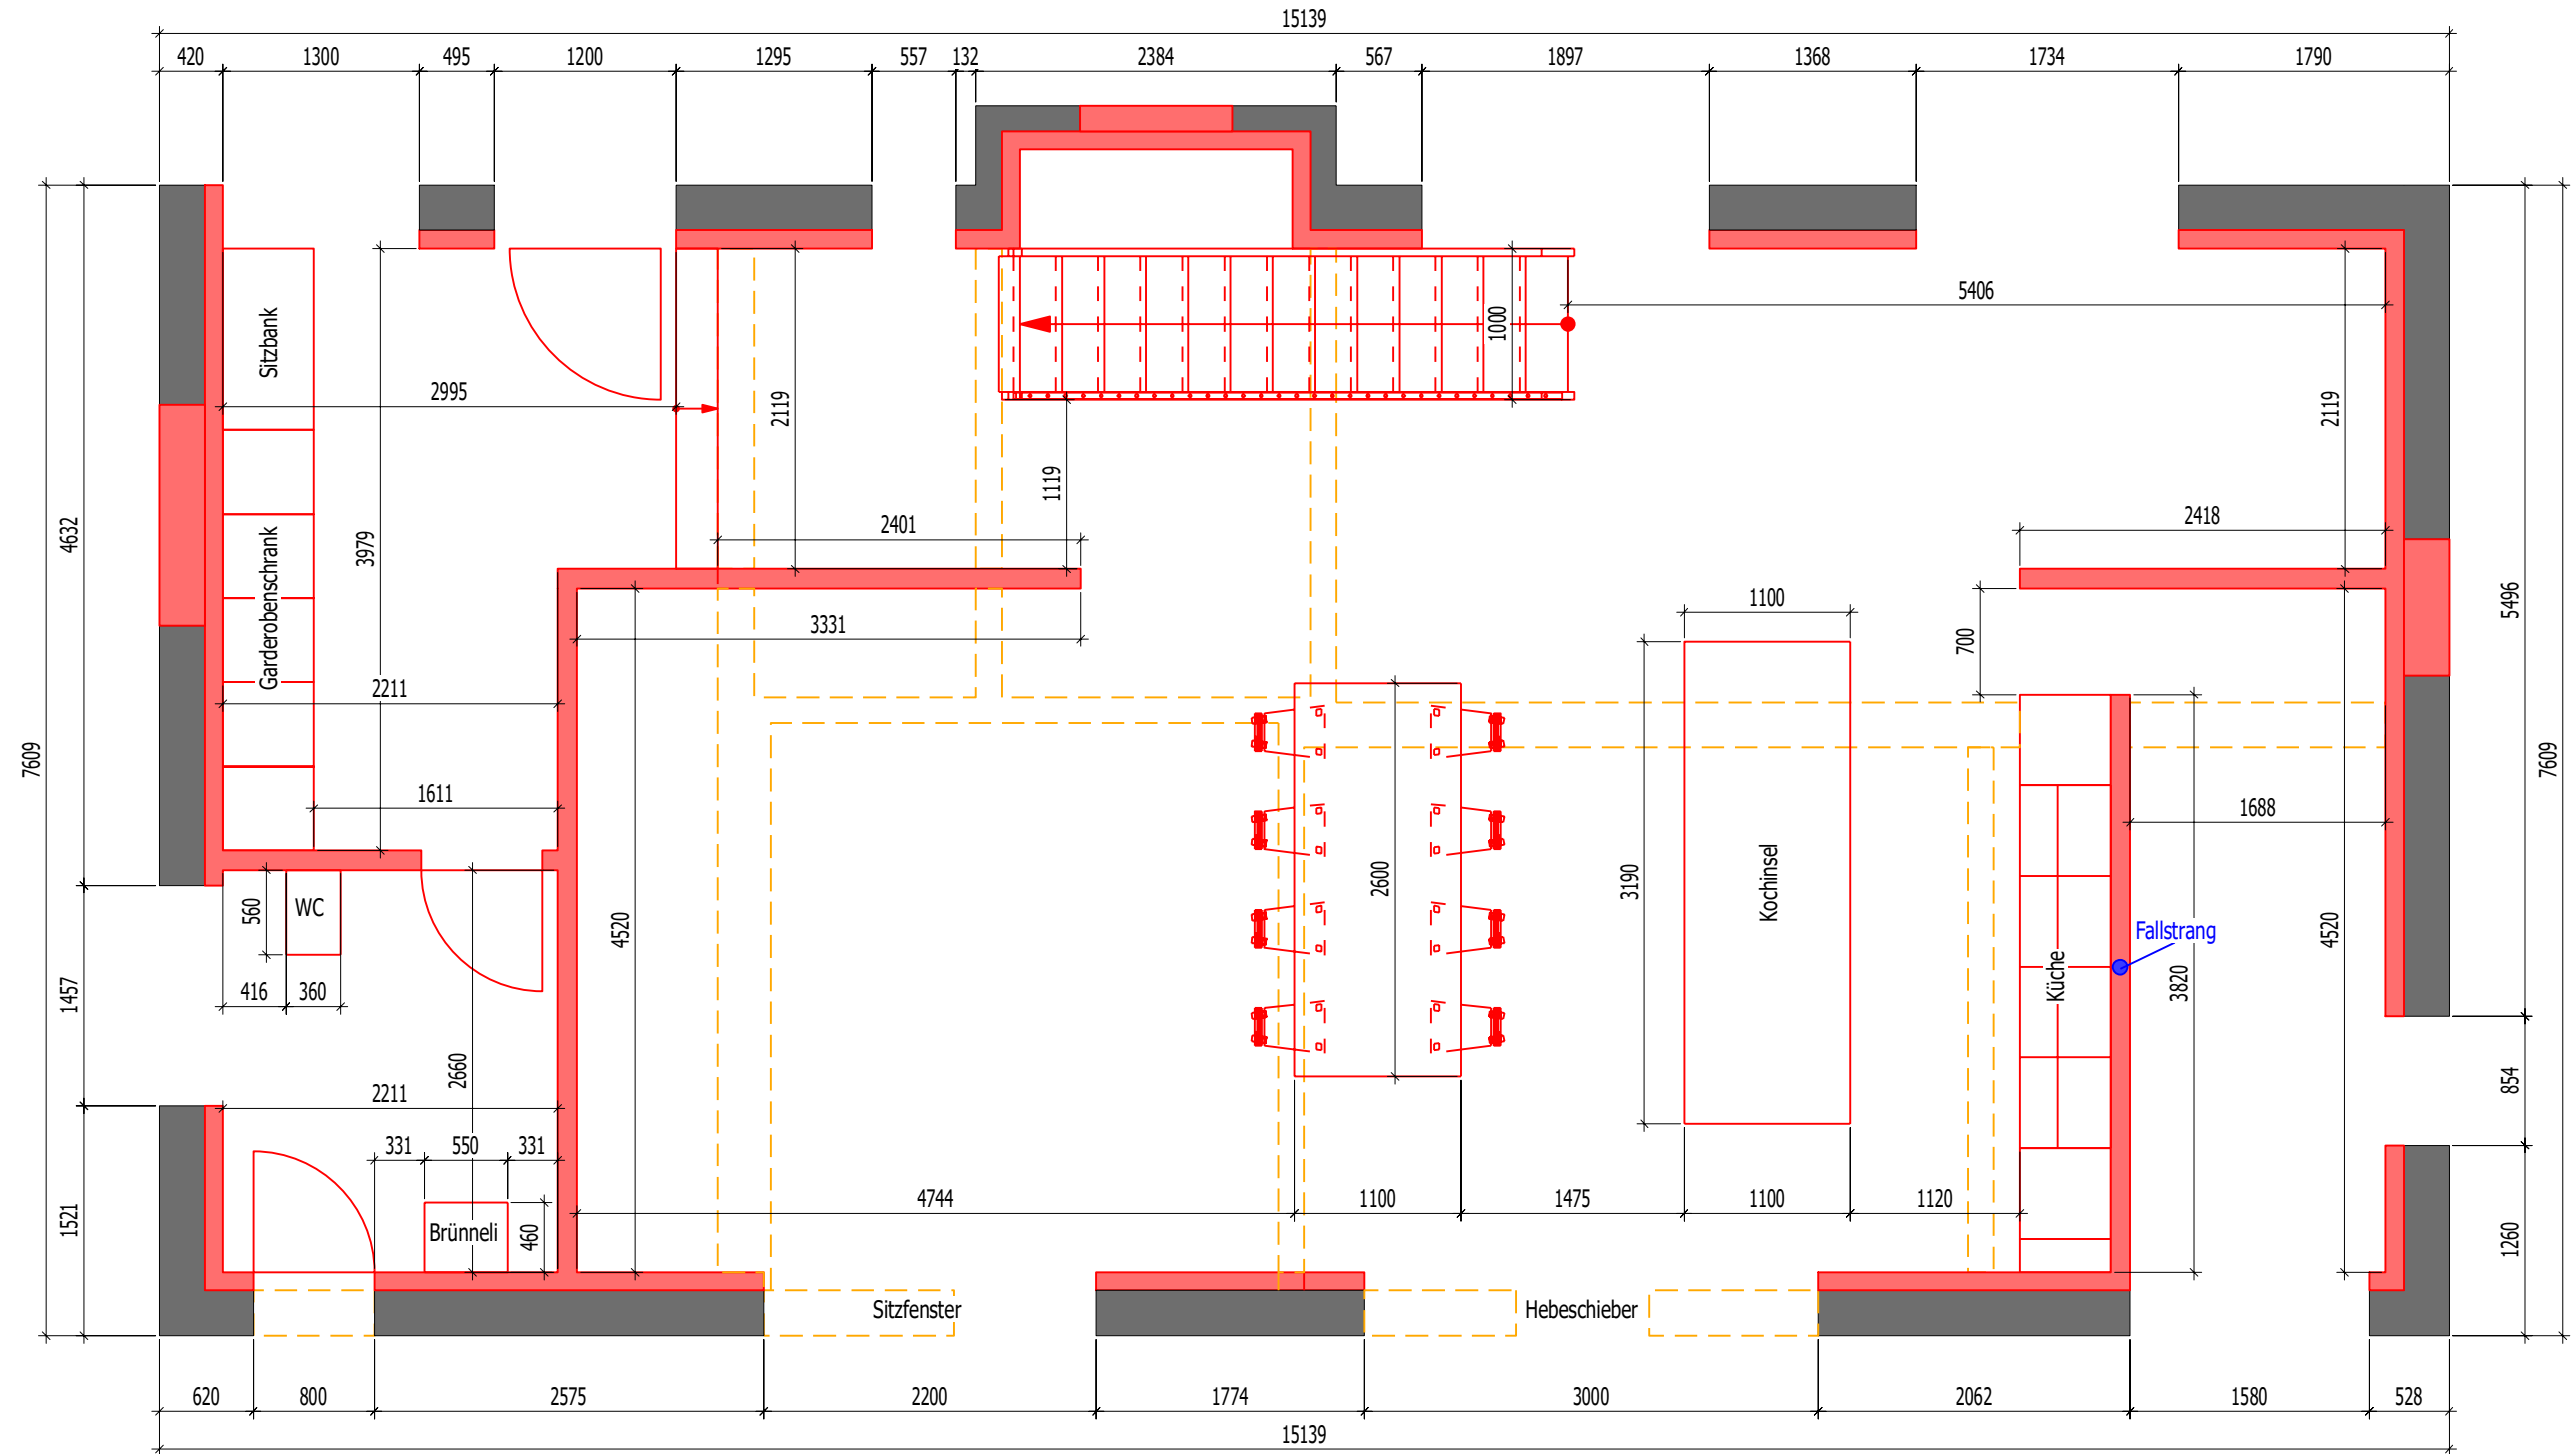 15139
420 1300 495 1200 1295 557 132 2384 567 1897 1368 1734 1790
5406
1000
Sitzbank
2995
2119
2119
1119
2401
2418
4632
3979
Garderobenschrank
5496
1100
3331
700
2211
7609
7609
1611
1688
2600
3190
Kochinsel
560
WC
4520
4520
Fallstrang
Küche
3820
416 360
1457
2660
854
2211
331 550 331
4744 1100 1475 1100 1120
1521
Brünneli
460
1260
Sitzfenster
Hebeschieber
620 800 2575 2200 1774 3000 2062 1580 528
15139